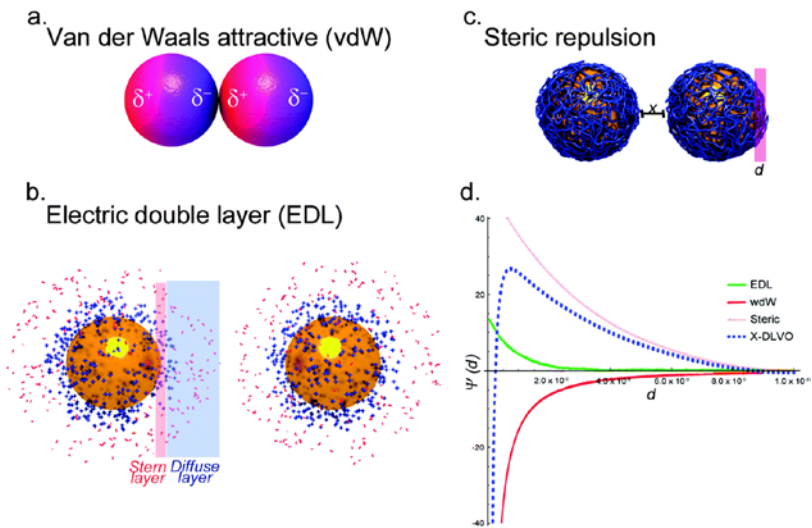 a.
Van der Waals attractive (vdW)
δ+ δ− δ+ δ−
c.
Steric repulsion
x
d
b.
Electric double layer (EDL)
Stern layer
Diffuse layer
d.
40
20
-20
-40
Ψ (d)
d
EDL
wdW
Steric
X-DLVO